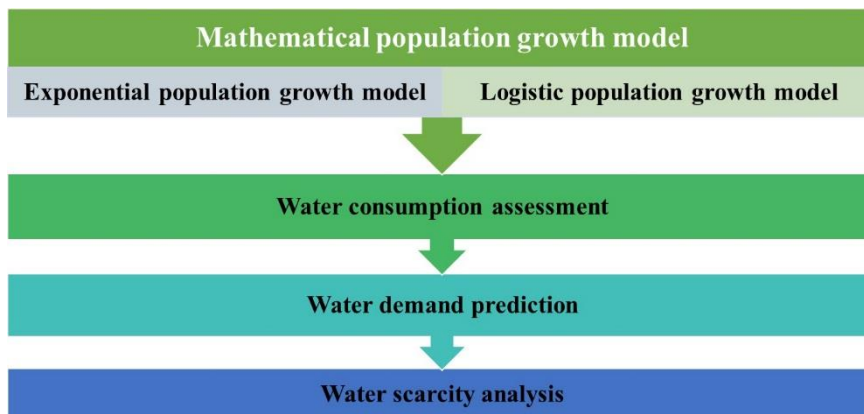 Mathematical population growth model
Exponential population growth model
Logistic population growth model
Water consumption assessment
Water demand prediction
Water scarcity analysis